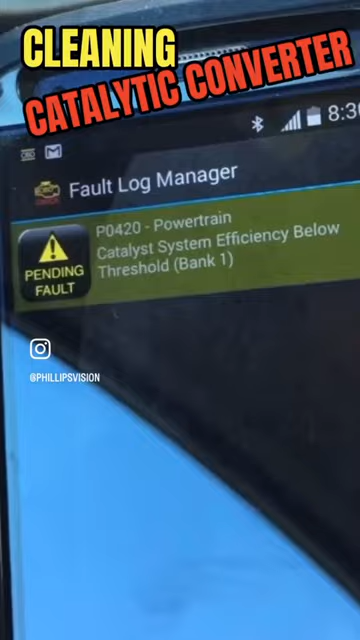 CLEANING
CATALYTIC CONVERTER
8:30
Fault Log Manager
P0420 - Powertrain
Catalyst System Efficiency Below
Threshold (Bank 1)
PENDING
FAULT
@PHILLIPSVISION